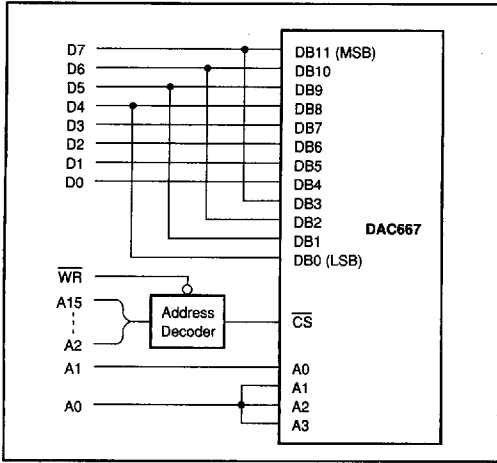 D7
D6
D5
D4
D3
D2
D1
D0
WR
A15
A2
A1
A0
Address
Decoder
DB11 (MSB)
DB10
DB9
DB8
DB7
DB6
DB5
DB4
DB3
DB2
DB1
DB0 (LSB)
DAC667
CS
A0
A1
A2
A3